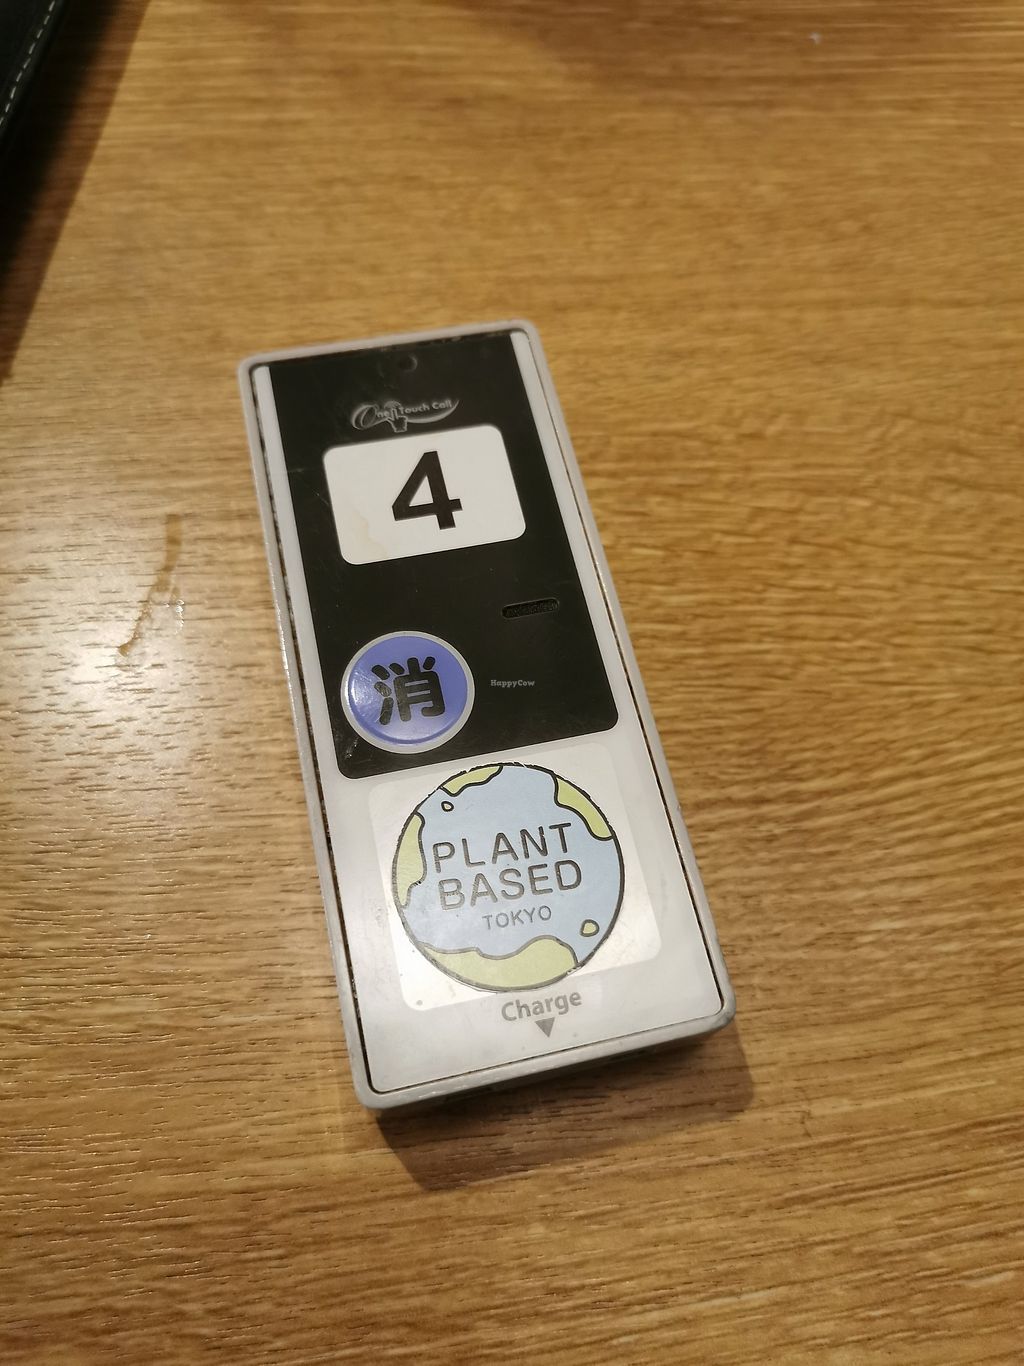 One Touch Call
4
消
HappyCow
PLANT
BASED
TOKYO
Charge